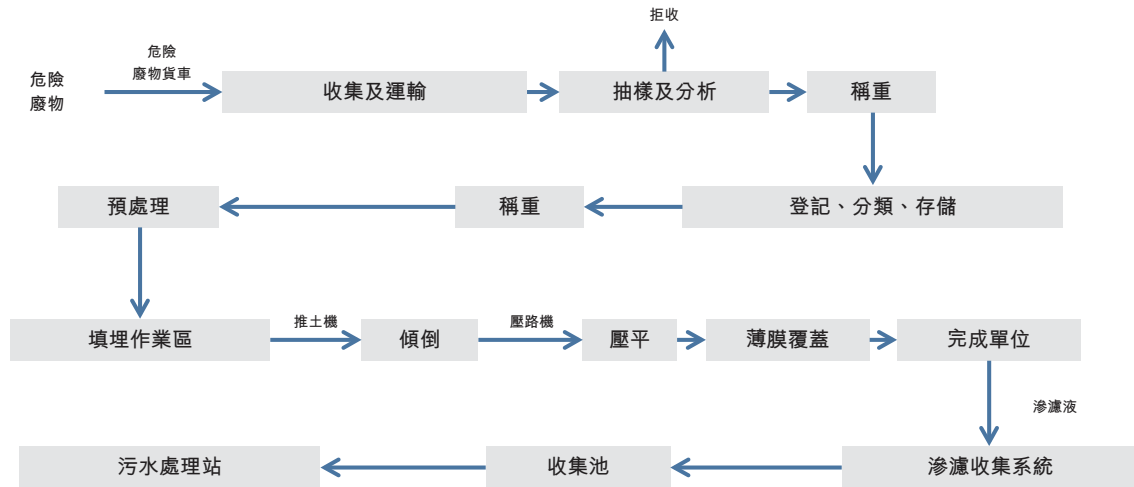 拒收
危險
廢物貨車
危險
廢物
收集及運輸
抽樣及分析
稱重
登記、分類、存儲
稱重
預處理
填埋作業區
推土機
傾倒
壓路機
壓平
薄膜覆蓋
完成單位
滲濾液
滲濾收集系統
收集池
污水處理站